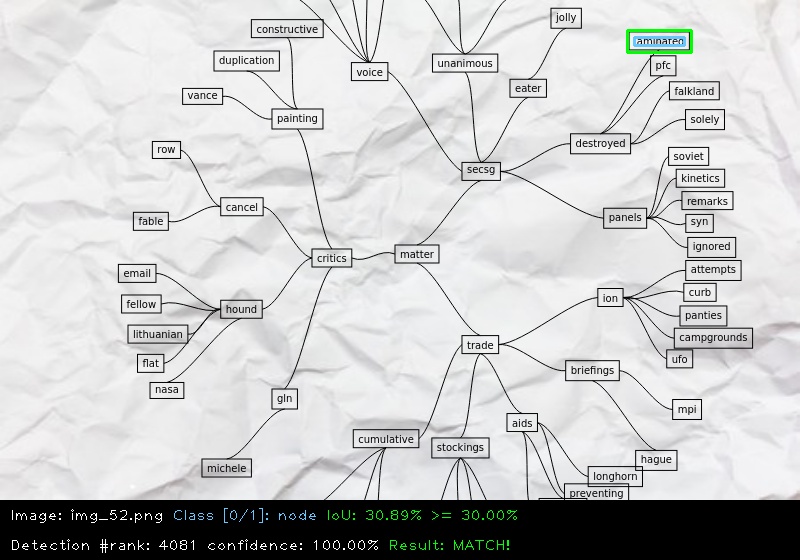 jolly
constructive
duplication
unanimous
voice
pfc
eater
falkland
vance
painting
solely
destroyed
row
soviet
secsg
kinetics
remarks
cancel
fable
panels
syn
ignored
critics
matter
email
attempts
fellow
hound
ion
curb
panties
lithuanian
campgrounds
trade
flat
ufo
briefings
nasa
gln
mpi
aids
cumulative
stockings
hague
michele
longhorn
preventing
Image: img_52.png Class [0/1]: node IoU: 30.89% >= 30.00%
Detection #rank: 4081 confidence: 100.00% Result: MATCH!